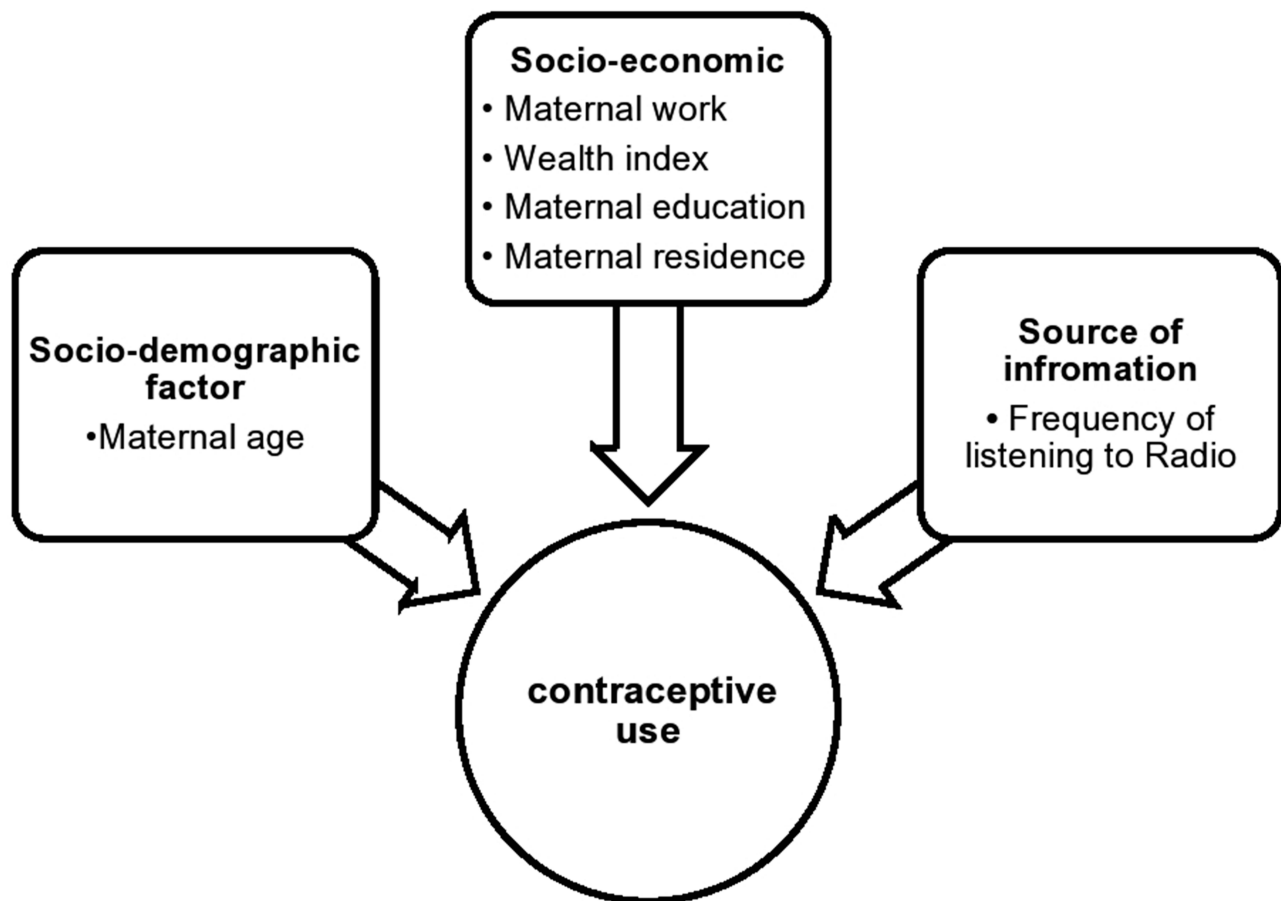 Socio-economic
• Maternal work
• Wealth index
• Maternal education
• Maternal residence
Socio-demographic
factor
•Maternal age
Source of
infromation
• Frequency of
listening to Radio
contraceptive
use